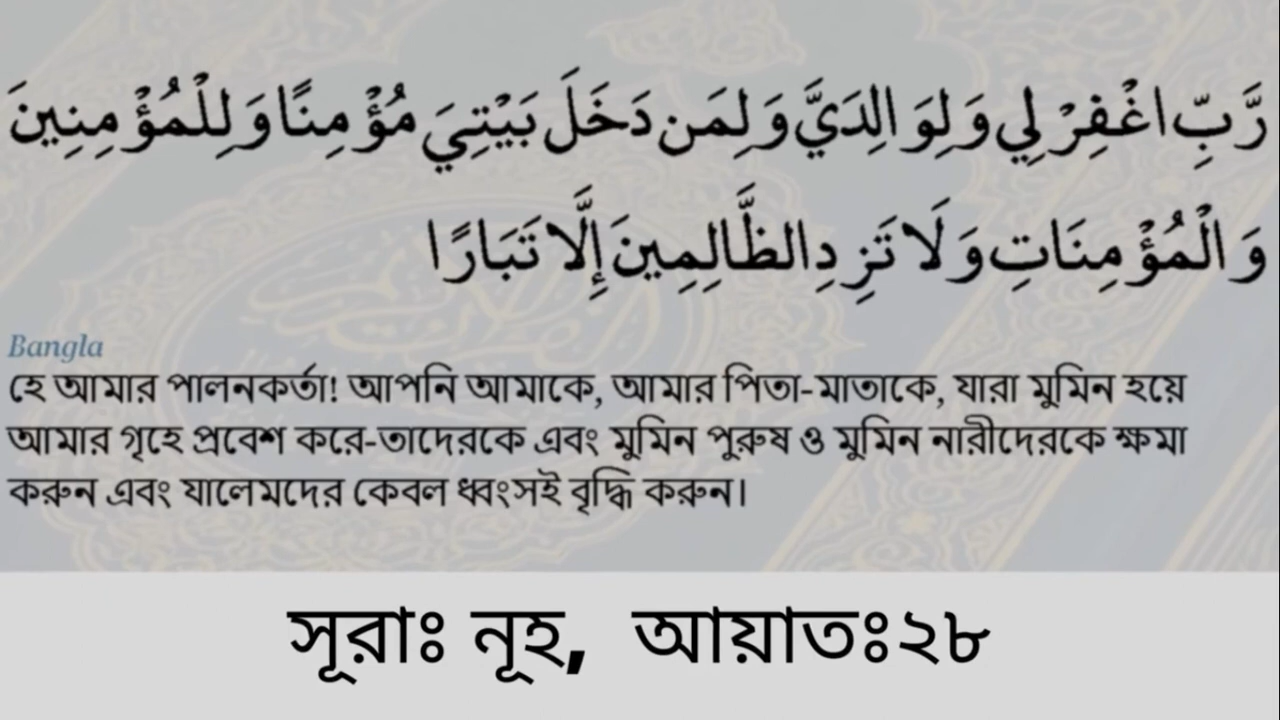 رَّبِّ اغْفِرْ لِي وَلِوَالِدَيَّ وَلِمَن دَخَلَ بَيْتِيَ مُؤْمِنًا وَلِلْمُؤْمِنِينَ
وَالْمُؤْمِنَاتِ وَلَا تَزِدِ الظَّالِمِينَ إِلَّا تَبَارًا
Bangla
হে আমার পালনকর্তা! আপনি আমাকে, আমার পিতা-মাতাকে, যারা মুমিন হয়ে
আমার গৃহে প্রবেশ করে-তাদেরকে এবং মুমিন পুরুষ ও মুমিন নারীদেরকে ক্ষমা
করুন এবং যালেমদের কেবল ধ্বংসই বৃদ্ধি করুন।
সূরাঃ নূহ, আয়াতঃ২৮